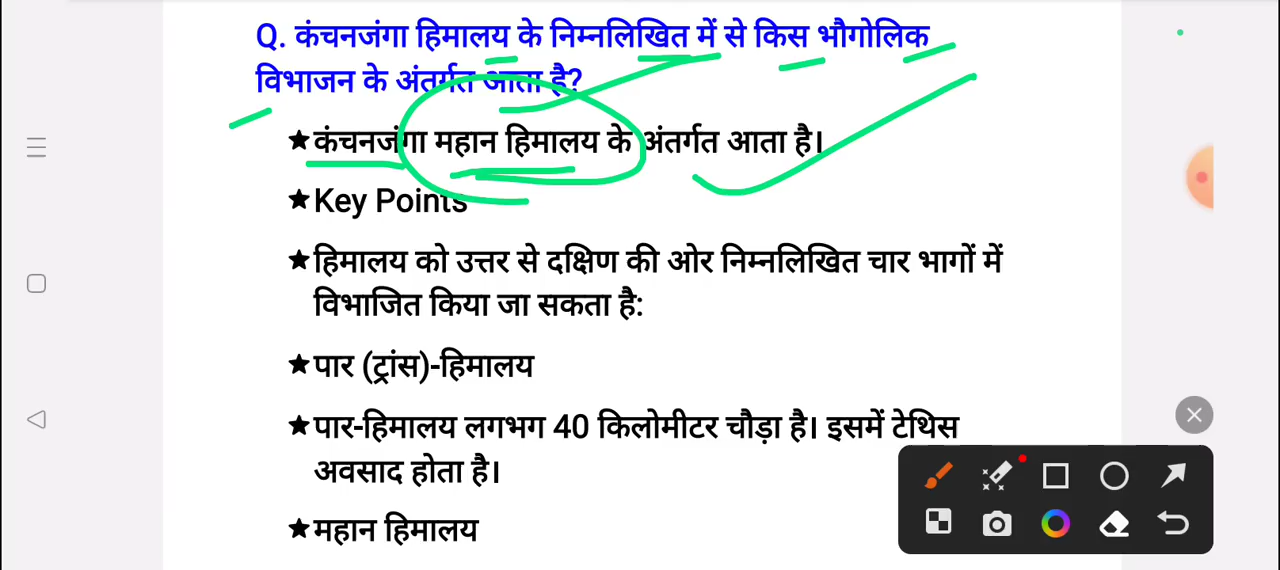 Q. कंचनजंगा हिमालय के निम्नलिखित में से किस भौगोलिक
विभाजन के अंतर्गत आता है?
★कंचनजंगा महान हिमालय के अंतर्गत आता है।
★Key Points
★हिमालय को उत्तर से दक्षिण की ओर निम्नलिखित चार भागों में
विभाजित किया जा सकता है:
★पार (ट्रांस)-हिमालय
★पार-हिमालय लगभग 40 किलोमीटर चौड़ा है। इसमें टेथिस
अवसाद होता है।
★महान हिमालय